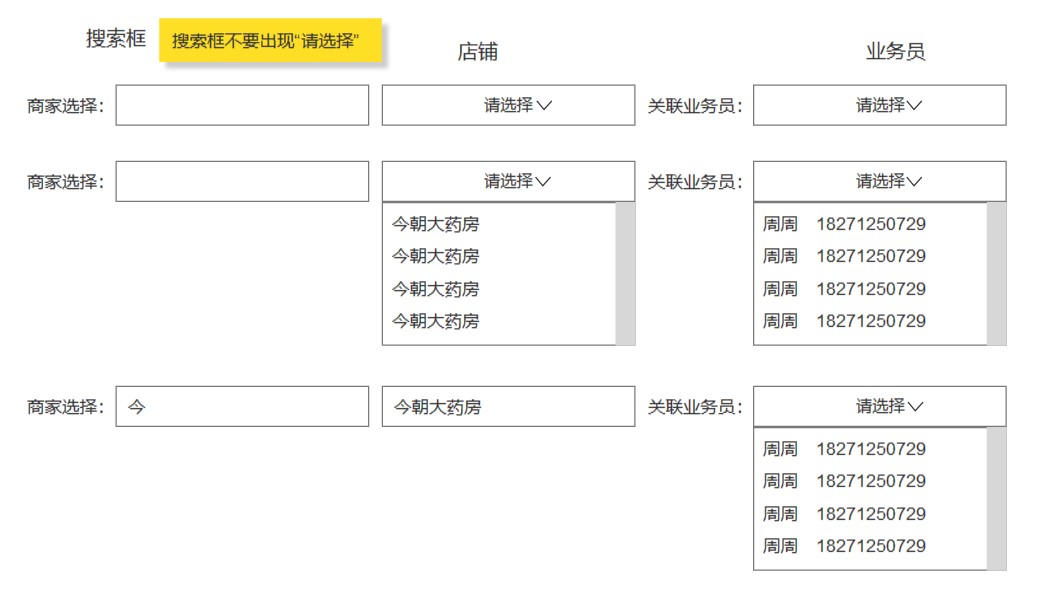 搜索框
搜索框不要出现“请选择”
店铺
业务员
商家选择：
请选择
关联业务员：
请选择
商家选择：
请选择
关联业务员：
请选择
今朝大药房
今朝大药房
今朝大药房
今朝大药房
周周 18271250729
周周 18271250729
周周 18271250729
周周 18271250729
商家选择：
今
今朝大药房
关联业务员：
请选择
周周 18271250729
周周 18271250729
周周 18271250729
周周 18271250729